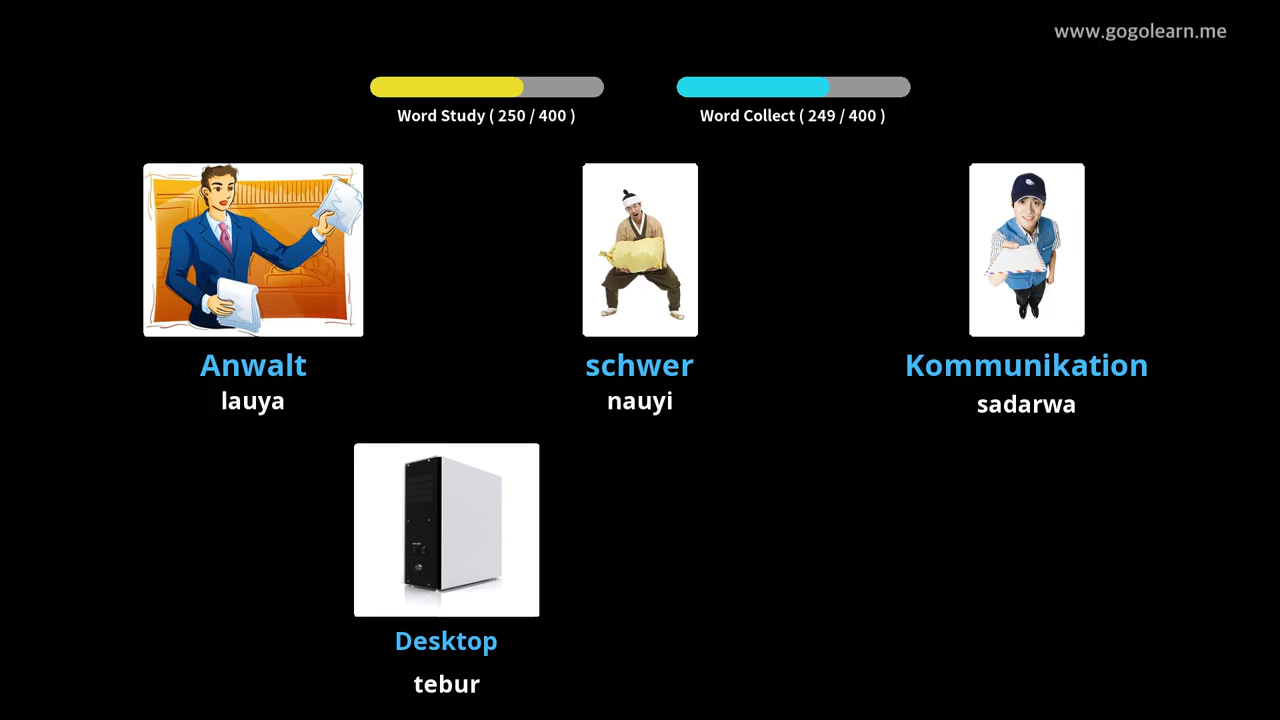 www.gogolearn.me
Word Study ( 250 / 400 )
Word Collect ( 249 / 400 )
Anwalt
lauya
schwer
nauyi
Kommunikation
sadarwa
Desktop
tebur